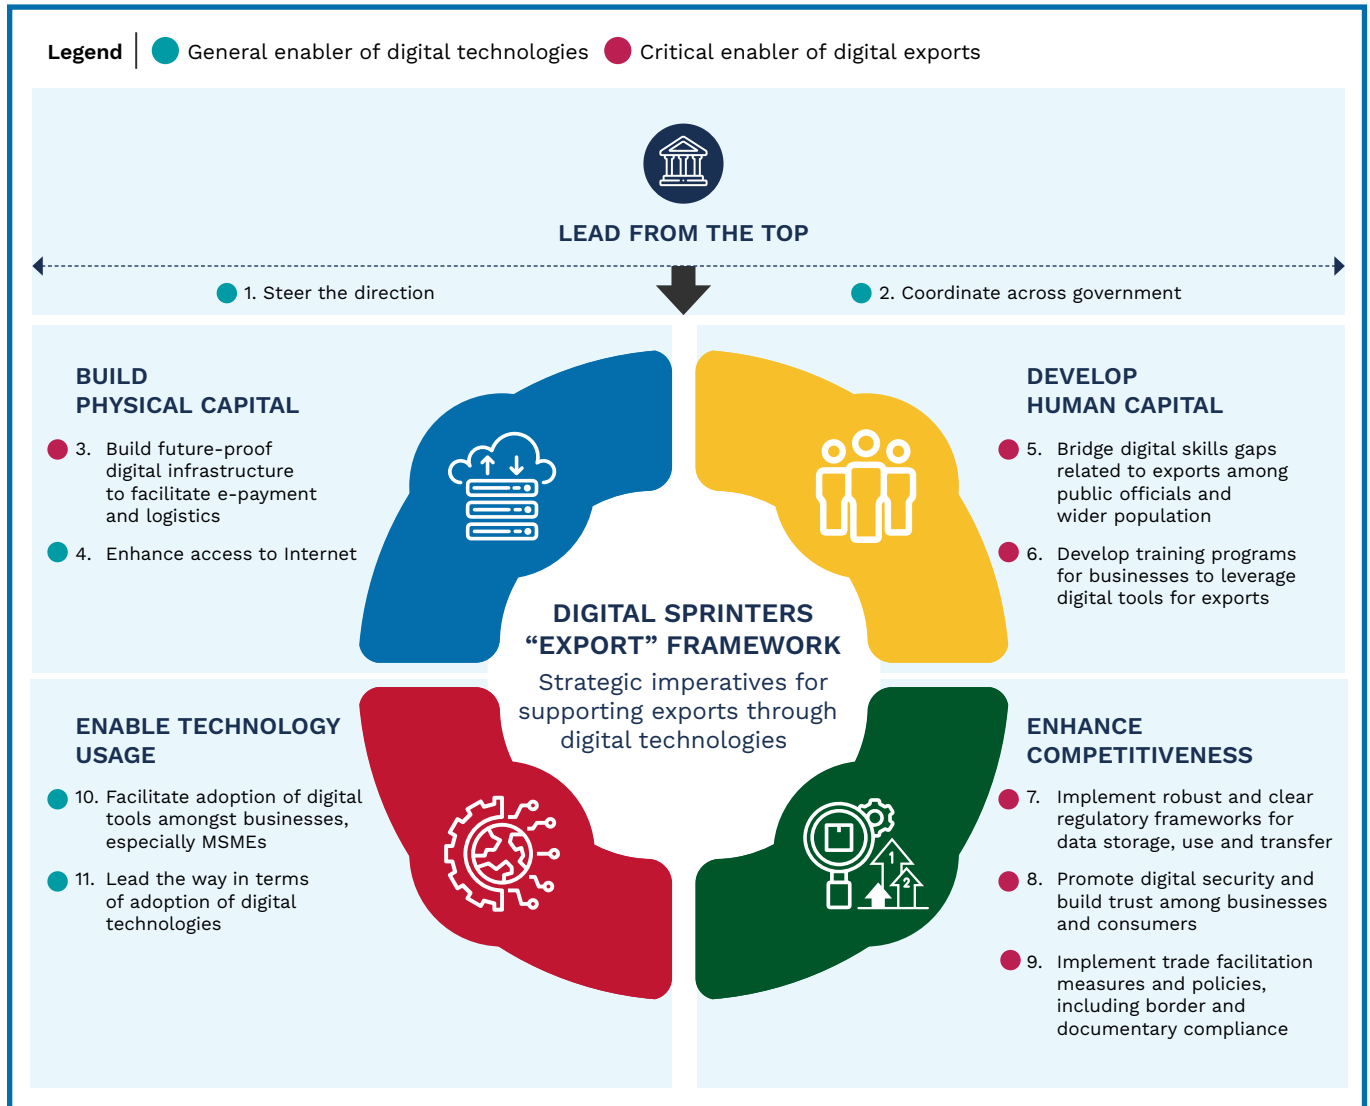 Legend
General enabler of digital technologies
Critical enabler of digital exports
LEAD FROM THE TOP
1. Steer the direction
2. Coordinate across government
BUILD
PHYSICAL CAPITAL
3. Build future-proof
digital infrastructure
to facilitate e-payment
and logistics
4. Enhance access to Internet
DEVELOP
HUMAN CAPITAL
5. Bridge digital skills gaps
related to exports among
public officials and
wider population
6. Develop training programs
for businesses to leverage
digital tools for exports
DIGITAL SPRINTERS
“EXPORT” FRAMEWORK
Strategic imperatives for
supporting exports through
digital technologies
ENABLE TECHNOLOGY
USAGE
10. Facilitate adoption of digital
tools amongst businesses,
especially MSMEs
11. Lead the way in terms
of adoption of digital
technologies
1
2
ENHANCE
COMPETITIVENESS
7. Implement robust and clear
regulatory frameworks for
data storage, use and transfer
8. Promote digital security and
build trust among businesses
and consumers
9. Implement trade facilitation
measures and policies,
including border and
documentary compliance